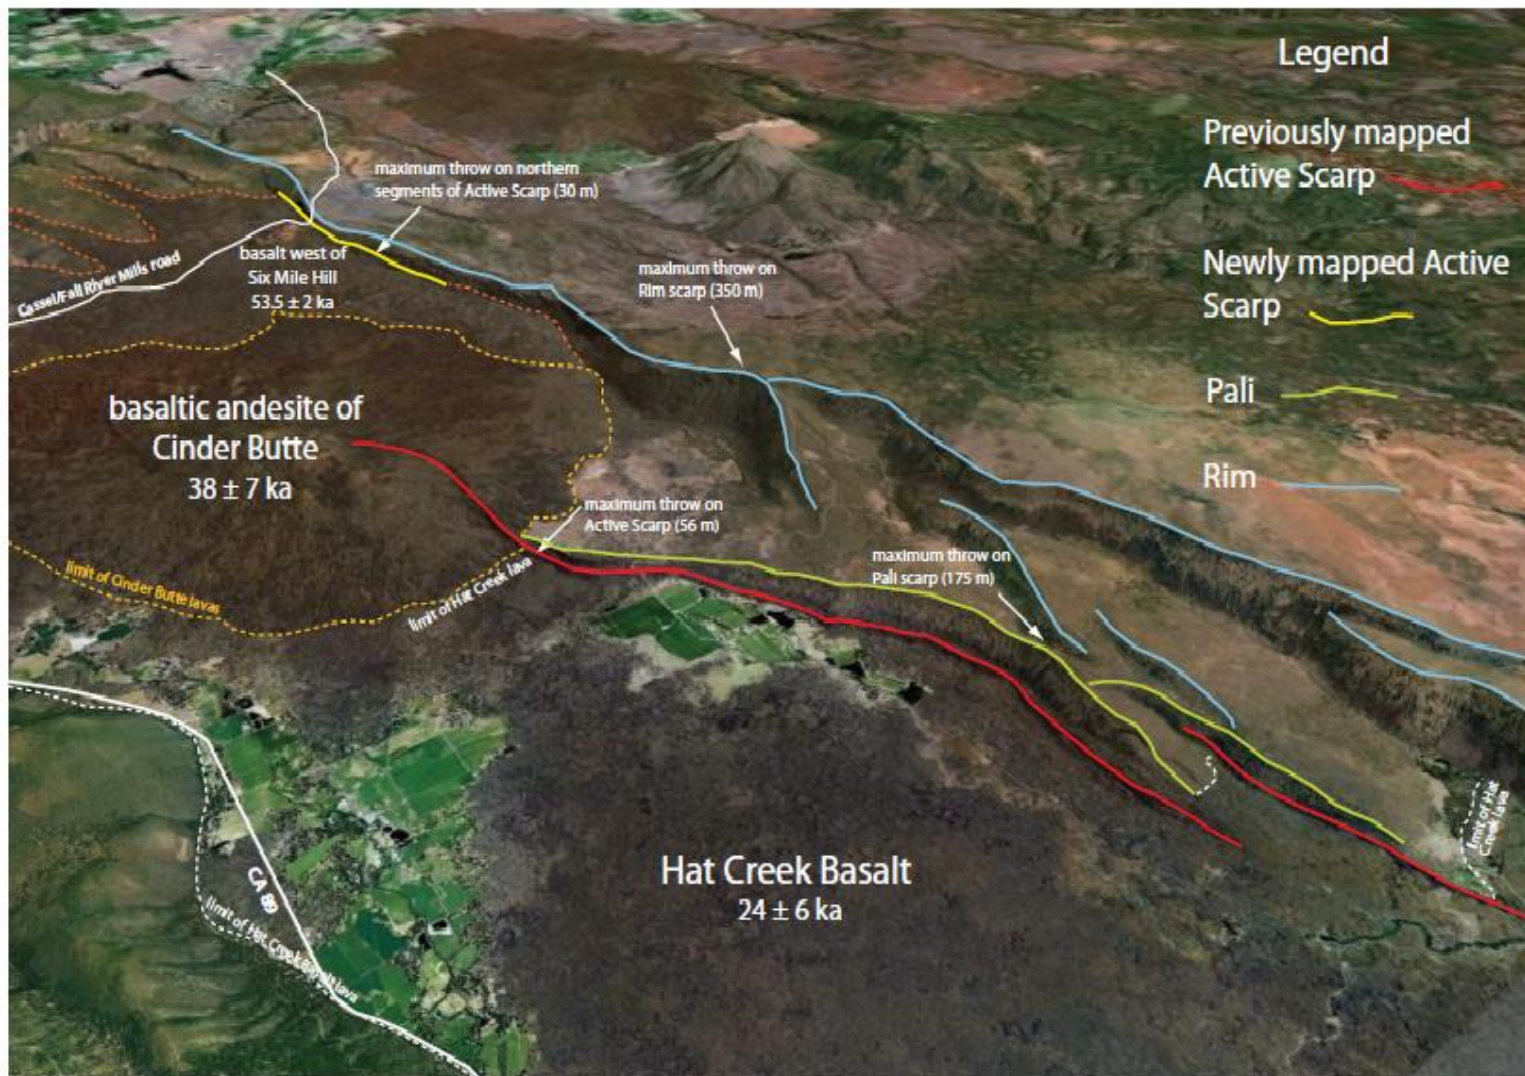 Legend
Previously mapped
Active Scarp
Newly mapped Active
Scarp
Pali
Rim
maximum throw on northern
segments of Active Scarp (30 m)
Cassel/Fall River Mills road
basalt west of
Six Mile Hill
53.5 ± 2 ka
maximum throw on
Rim scarp (350 m)
basaltic andesite of
Cinder Butte
38 ± 7 ka
maximum throw on
Active Scarp (56 m)
maximum throw on
Pali scarp (175 m)
limit of Cinder Butte lavas
limit of Hat Creek lava
Hat Creek Basalt
24 ± 6 ka
CA 89
limit of Hat Creek Basalt lava
limit of Hat
Creek lava